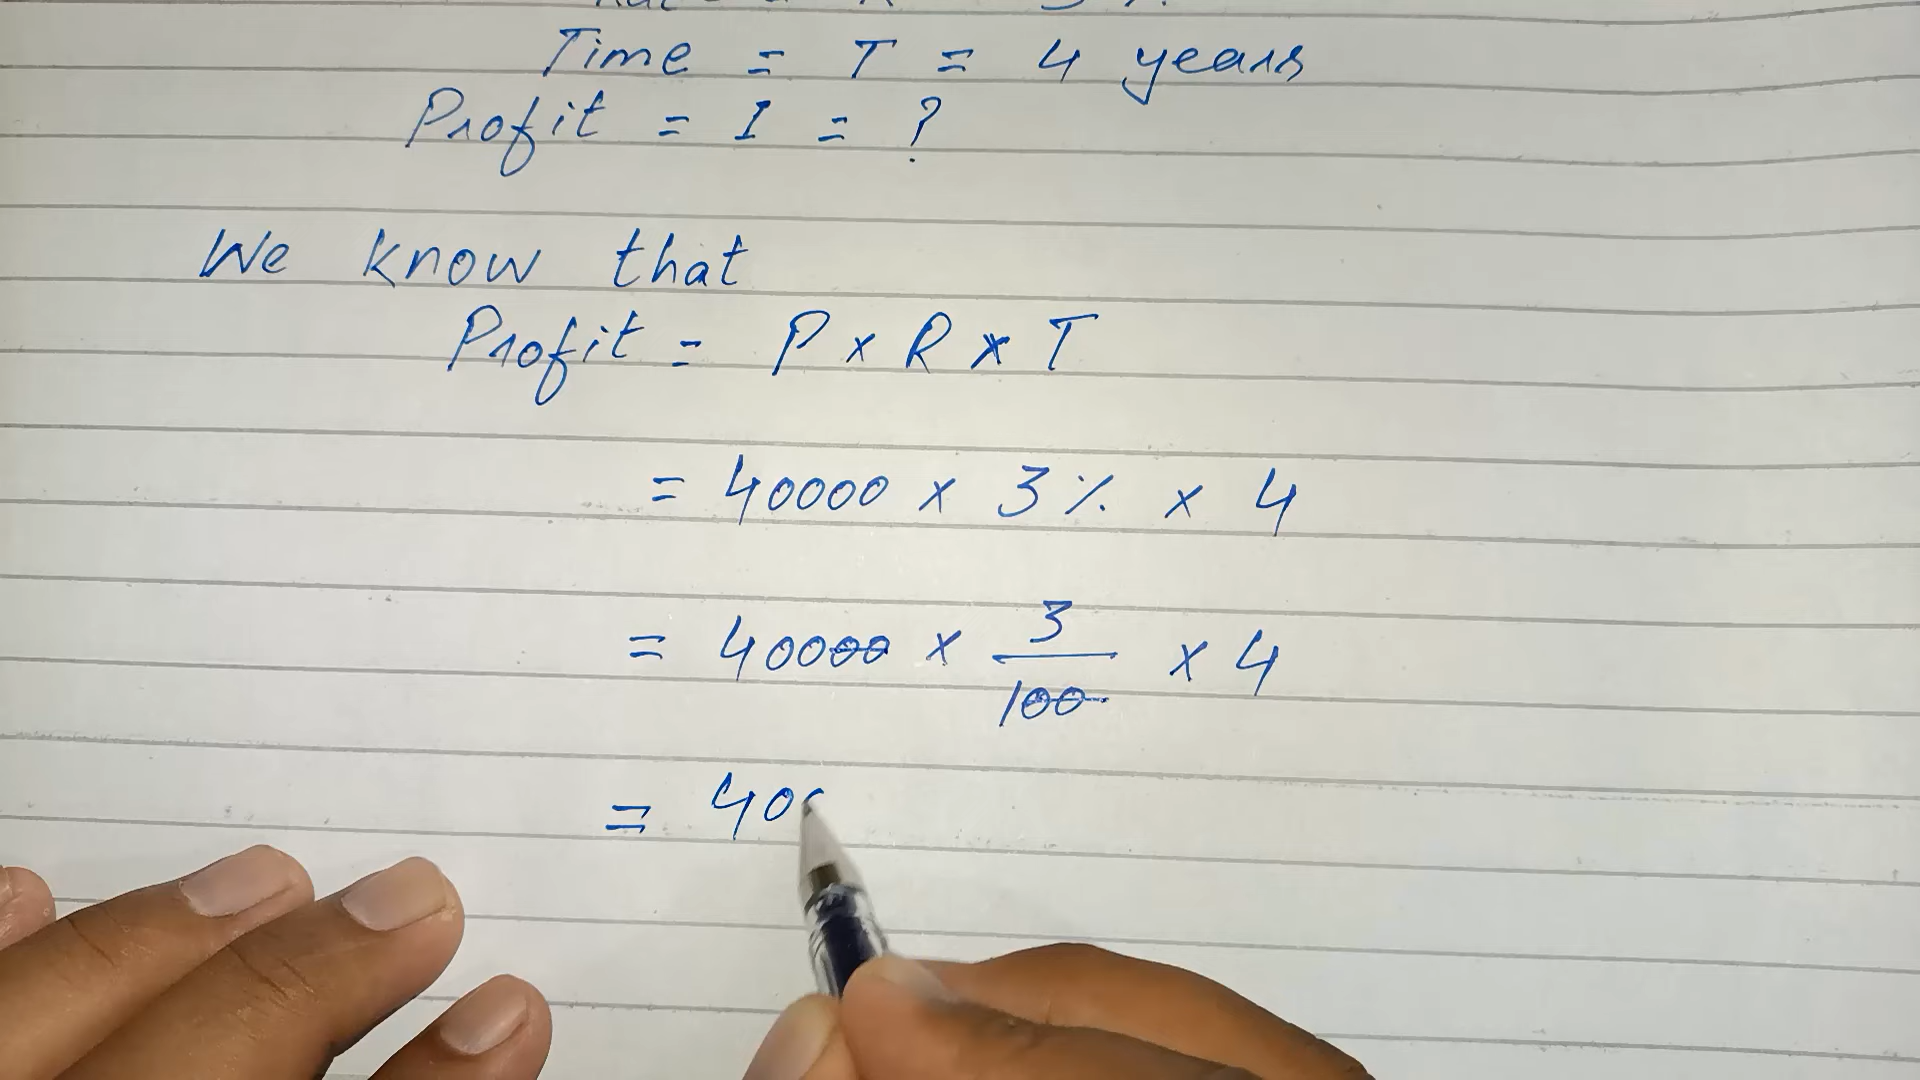 Time = T = 4 years
Profit = I = ?
We know that
Profit = P × R × T
= 40000 × 3% × 4
= 40000 × 3/100 × 4
= 40